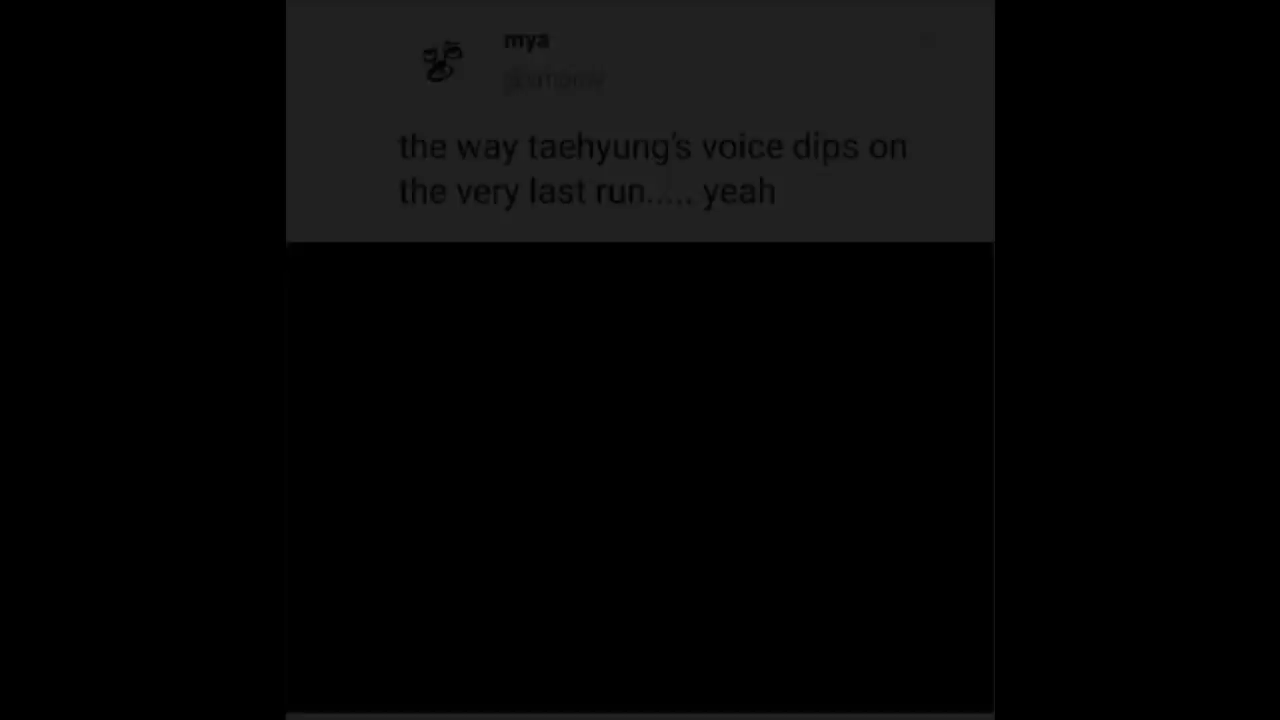 mya
the way taehyung's voice dips on
the very last run..... yeah